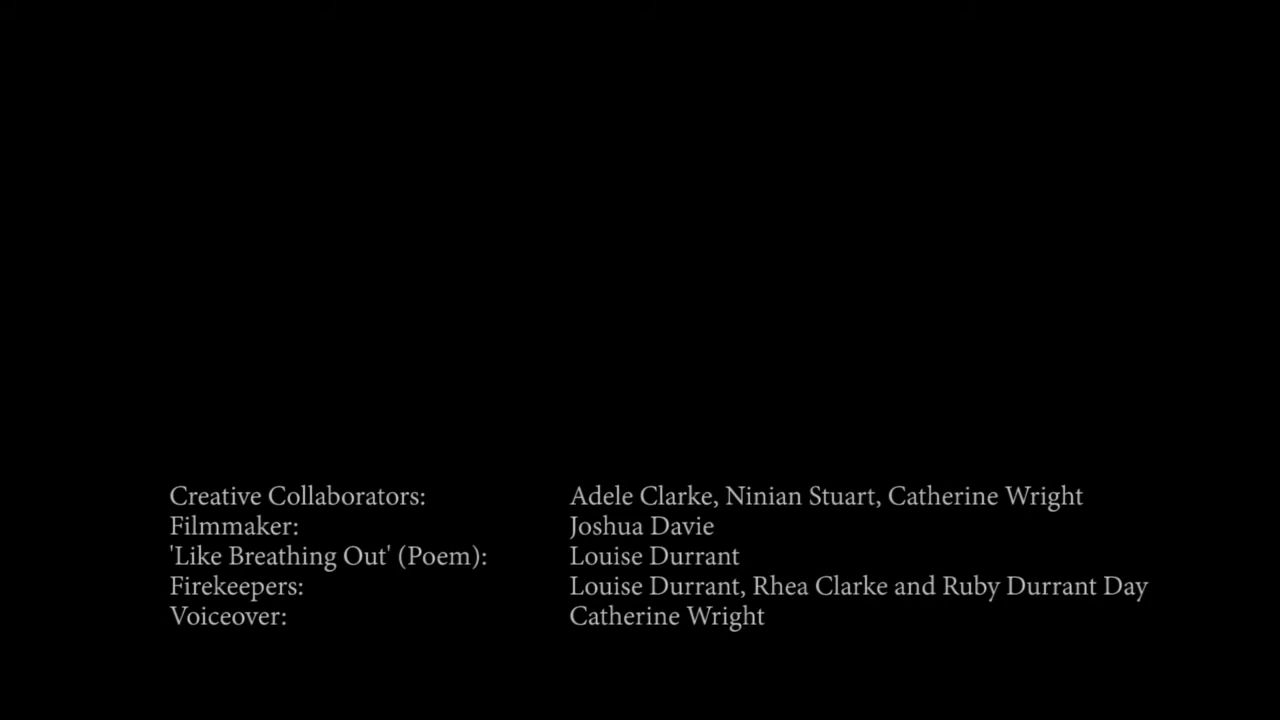 Creative Collaborators: Adele Clarke, Ninian Stuart, Catherine Wright
Filmmaker: Joshua Davie
'Like Breathing Out' (Poem): Louise Durrant
Firekeepers: Louise Durrant, Rhea Clarke and Ruby Durrant Day
Voiceover: Catherine Wright